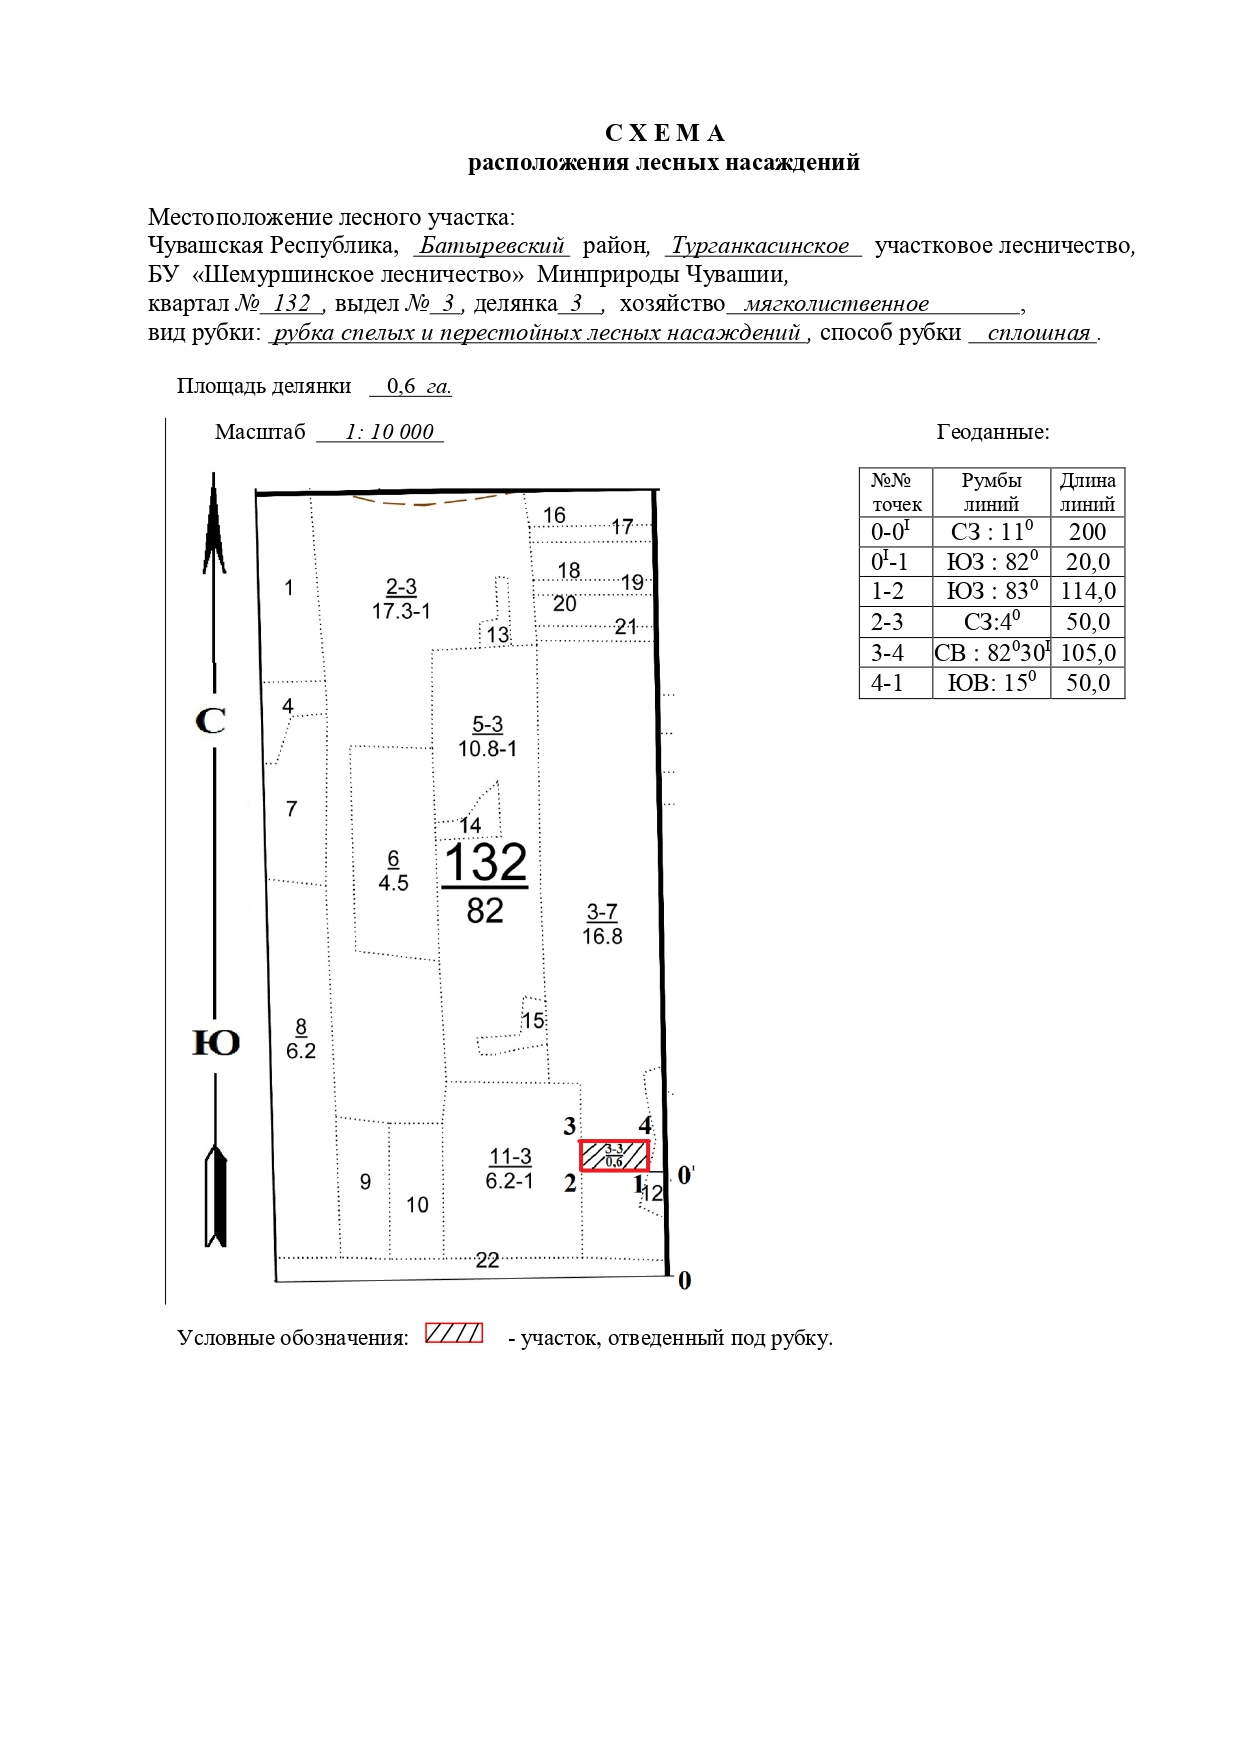 С Х Е М А
расположения лесных насаждений
Местоположение лесного участка:
Чувашская Республика, Батыревский район, Турганкасинское участковое лесничество,
БУ «Шемуршинское лесничество» Минприроды Чувашии,
квартал № 132 , выдел № 3 , делянка 3 , хозяйство мягколиственное ,
вид рубки: рубка спелых и перестойных лесных насаждений , способ рубки сплошная .
Площадь делянки 0,6 га.
Масштаб 1: 10 000
Геоданные:
№№ точек Румбы линий Длина линий
0-0ᴵ СЗ : 11⁰ 200
0ᴵ-1 ЮЗ : 82⁰ 20,0
1-2 ЮЗ : 83⁰ 114,0
2-3 СЗ:4⁰ 50,0
3-4 СВ : 82⁰30ᴵ 105,0
4-1 ЮВ: 15⁰ 50,0
16
17
1
2-3
17.3-1
18
19
20
13
21
4
С
5-3
10.8-1
7
14
6
4.5
132
82
3-7
16.8
15
8
6.2
Ю
3
4
3-3
0,6
11-3
6.2-1
0'
2
1
12
9
10
22
0
Условные обозначения: - участок, отведенный под рубку.